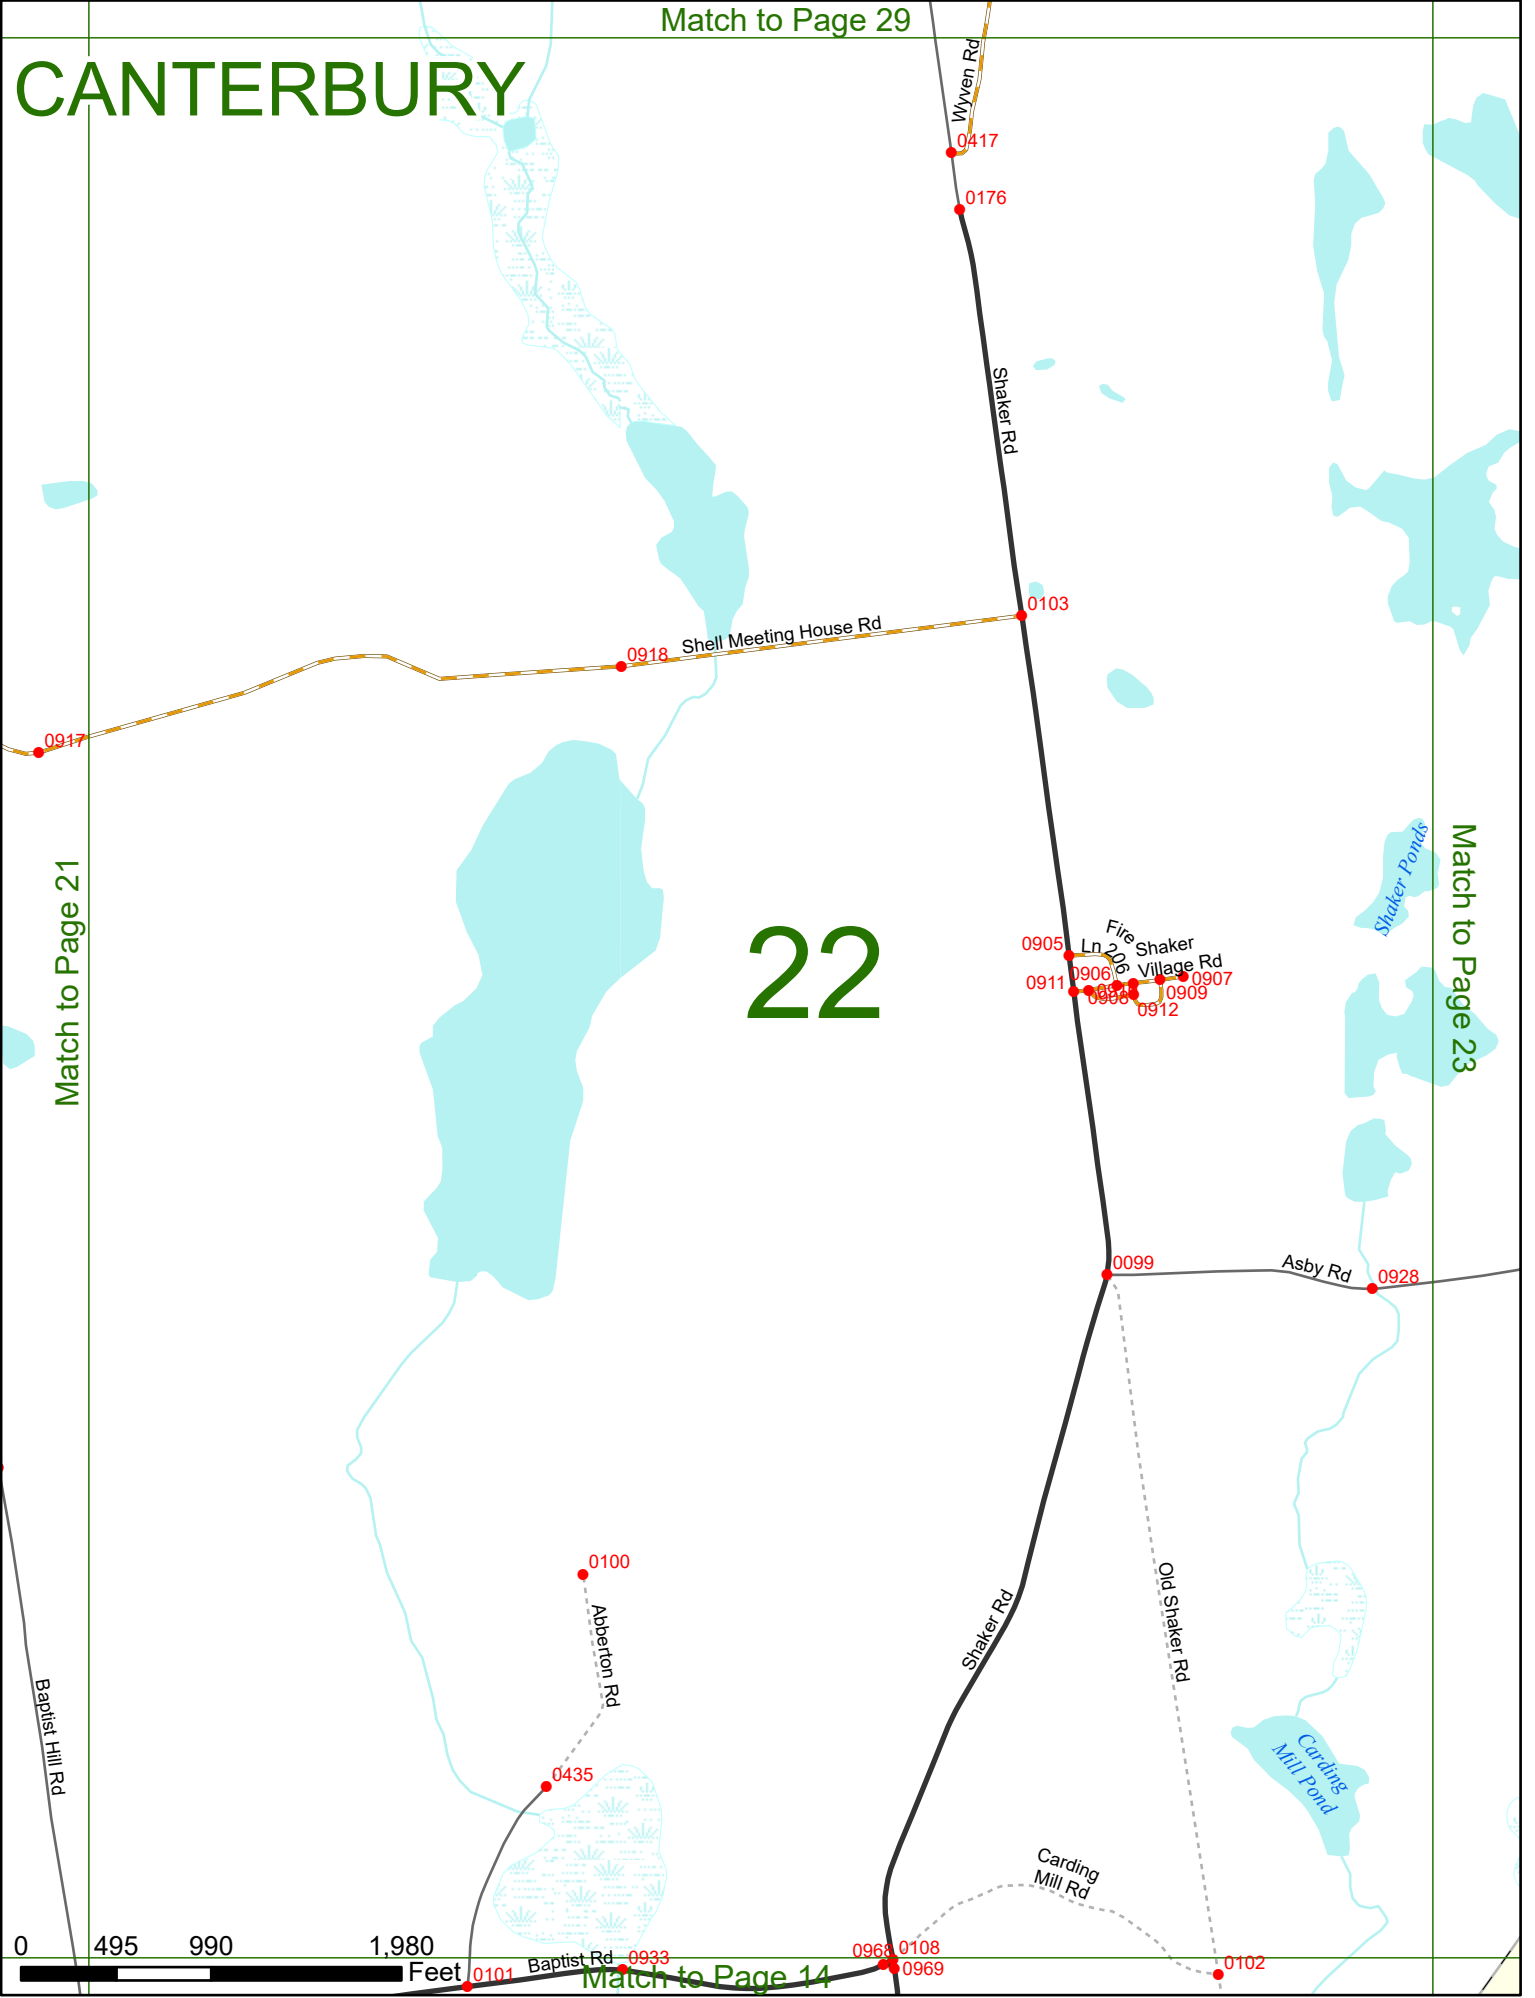 Match to Page 29
CANTERBURY
Wyven Rd
0417
0176
Shaker Rd
0103
Shell Meeting House Rd
0918
0917
Match to Page 21
22
Shaker Ponds
Match to Page 23
0905
Fire
Ln 206
Shaker
Village Rd
0906
0907
0911
0908
0909
0912
0099
Asby Rd
0928
0100
Abberton Rd
Shaker Rd
Old Shaker Rd
Baptist Hill Rd
0435
Carding
Mill Pond
Carding
Mill Rd
0 495 990 1,980
Feet
0101
Baptist Rd
0933
Match to Page 14
0968
0108
0969
0102